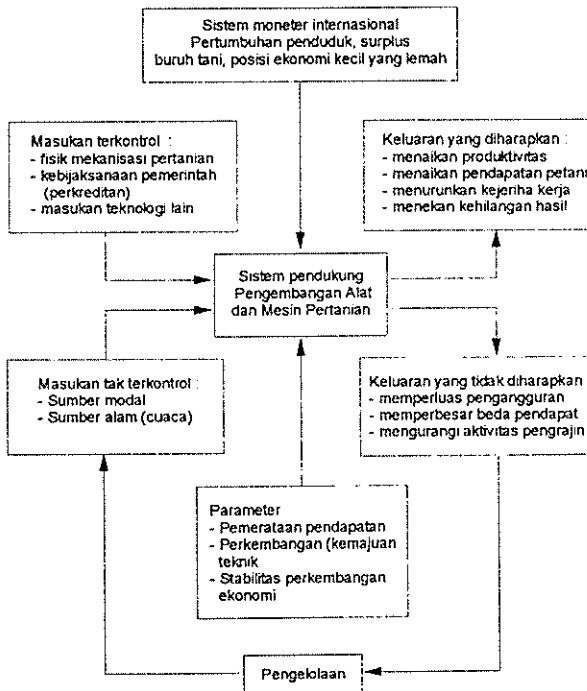 Sistem moneter internasional
Pertumbuhan penduduk, surplus
buruh tani, posisi ekonomi kecil yang lemah
Masukan terkontrol :
- fisik mekanisasi pertanian
- kebijaksanaan pemerintah
(perkreditan)
- masukan teknologi lain
Keluaran yang diharapkan :
- menaikan produktivitas
- menaikan pendapatan petani
- menurunkan kejeriha kerja
- menekan kehilangan hasil
Sistem pendukung
Pengembangan Alat
dan Mesin Pertanian
Masukan tak terkontrol :
- Sumber modal
- Sumber alam (cuaca)
Keluaran yang tidak diharapkan
- memperluas pengangguran
- memperbesar beda pendapat
- mengurangi aktivitas pengrajin
Parameter
- Pemerataan pendapatan
- Perkembangan (kemajuan
teknik
- Stabilitas perkembangan
ekonomi
Pengelolaan